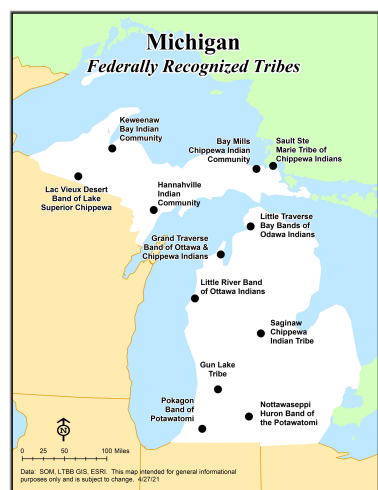 Michigan
Federally Recognized Tribes
Keweenaw
Bay Indian
Community
Bay Mills
Chippewa Indian
Community
Sault Ste
Marie Tribe of
Chippewa Indians
Lac Vieux Desert
Band of Lake
Superior Chippewa
Hannahville
Indian
Community
Little Traverse
Bay Bands of
Odawa Indians
Grand Traverse
Band of Ottawa &
Chippewa Indians
Little River Band
of Ottawa Indians
Saginaw
Chippewa
Indian Tribe
Gun Lake
Tribe
Pokagon
Band of
Potawatomi
Nottawaseppi
Huron Band of
the Potawatomi
N
0 25 50 100 Miles
Data: SOM, LTBB GIS, ESRI. This map intended for general informational
purposes only and is subject to change. 4/27/21